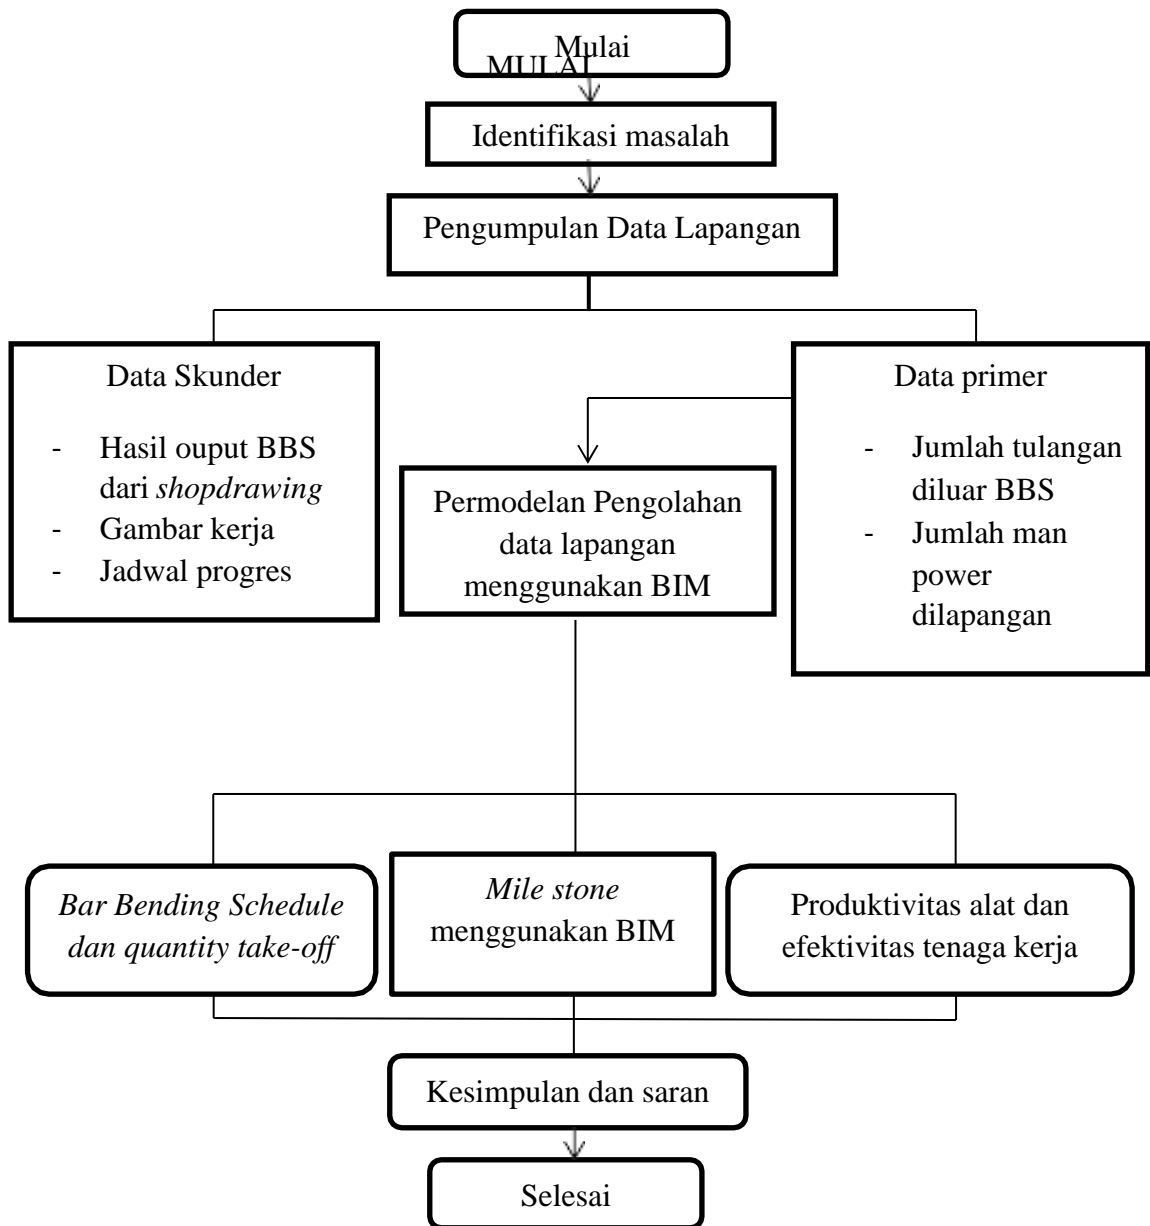 Mulai
MULAI
Identifikasi masalah
Pengumpulan Data Lapangan
Data Skunder
- Hasil ouput BBS
dari shopdrawing
- Gambar kerja
- Jadwal progres
Data primer
- Jumlah tulangan
diluar BBS
- Jumlah man
power
dilapangan
Permodelan Pengolahan
data lapangan
menggunakan BIM
Bar Bending Schedule
dan quantity take-off
Mile stone
menggunakan BIM
Produktivitas alat dan
efektivitas tenaga kerja
Kesimpulan dan saran
Selesai